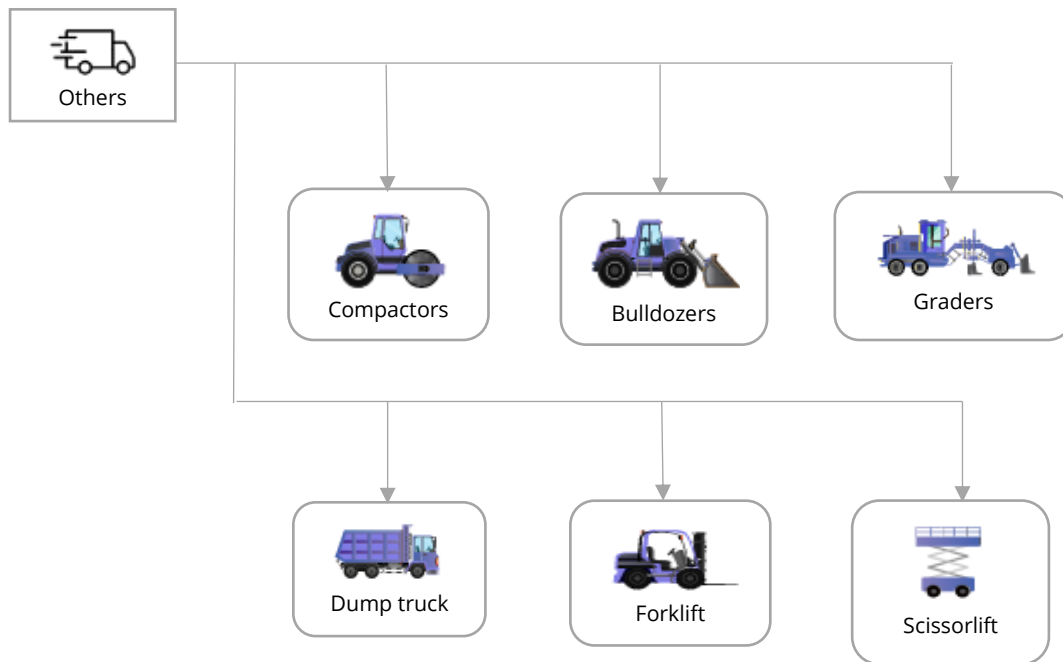 Others
Compactors
Bulldozers
Graders
Dump truck
Forklift
Scissorlift